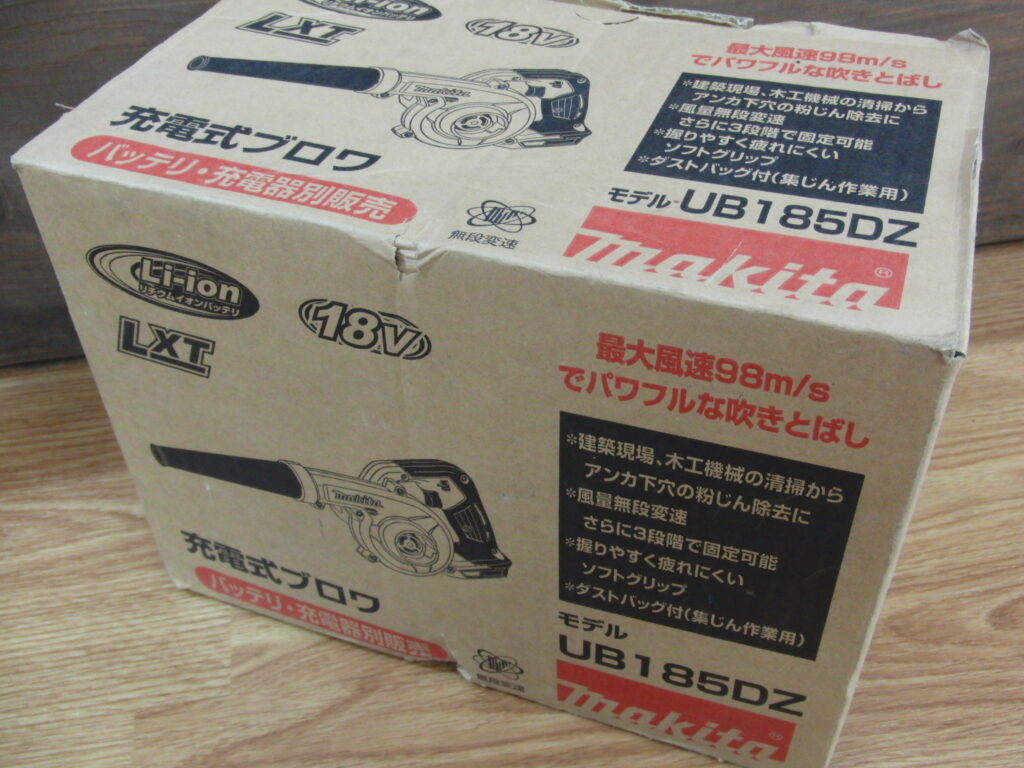 LXT
18V
最大風速98m/s
でパワフルな吹きとばし
makita
*建築現場、木工機械の清掃から
アンカ下穴の粉じん除去に
*風量無段変速
さらに3段階で固定可能
*握りやすく疲れにくい
ソフトグリップ
*ダストバッグ付(集じん作業用)
充電式ブロワ
バッテリ・充電器別販売
無段変速
モデル UB185DZ
makita®
Li-ion
リチウムイオンバッテリ
LXT
18V
最大風速98m/s
でパワフルな吹きとばし
*建築現場、木工機械の清掃から
アンカ下穴の粉じん除去に
*風量無段変速
さらに3段階で固定可能
*握りやすく疲れにくい
ソフトグリップ
*ダストバッグ付(集じん作業用)
makita
充電式ブロワ
バッテリ・充電器別販売
無段変速
モデル
UB185DZ
makita®